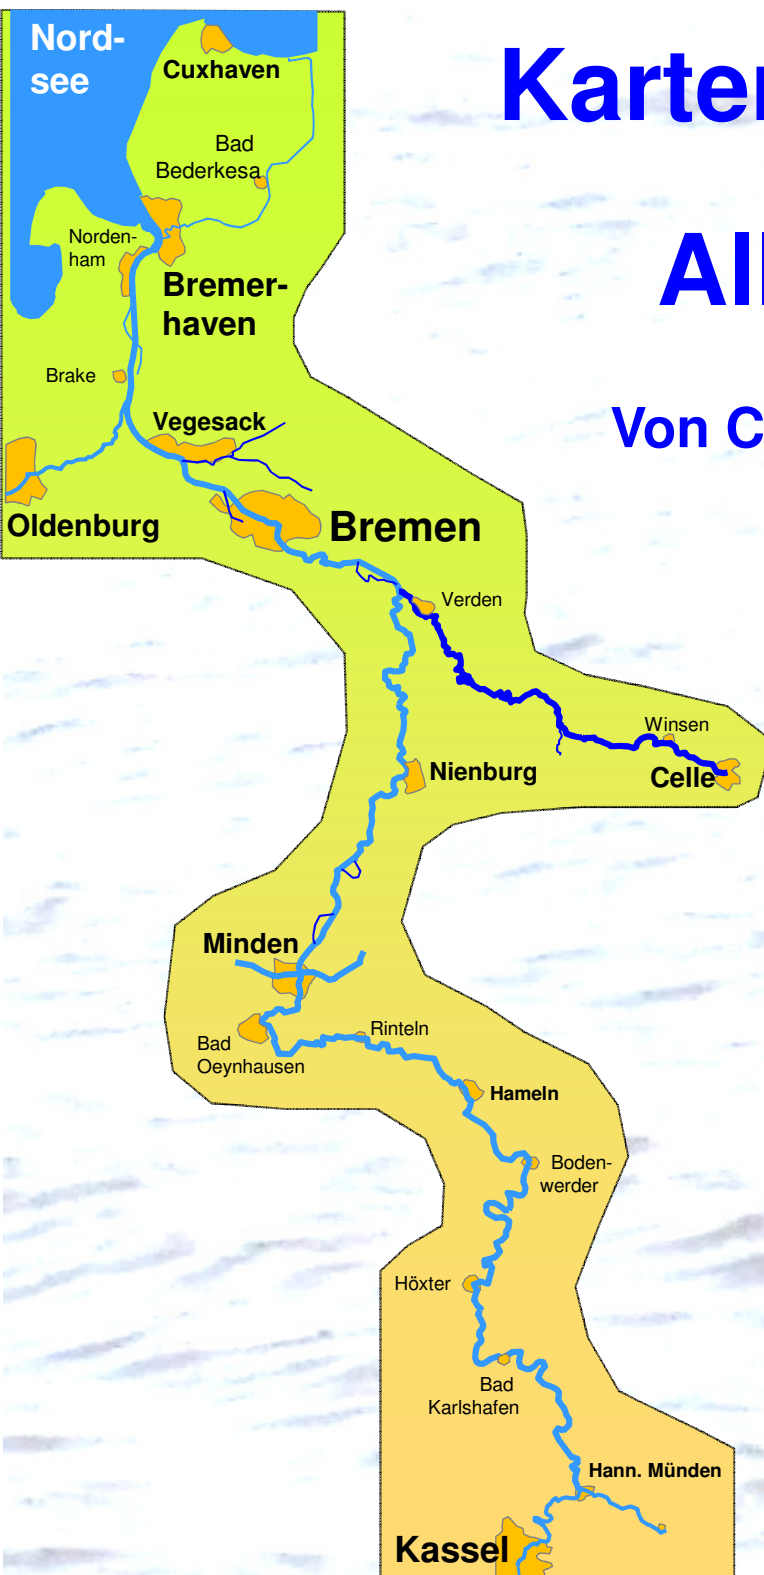 Nord-
see
Cuxhaven
Karten
Bad
Bederkesa
Norden-
ham
All
Bremer-
haven
Brake
Vegesack
Von C
Oldenburg
Bremen
Verden
Winsen
Nienburg
Celle
Minden
Rinteln
Bad
Oeynhausen
Hameln
Boden-
werder
Höxter
Bad
Karlshafen
Hann. Münden
Kassel